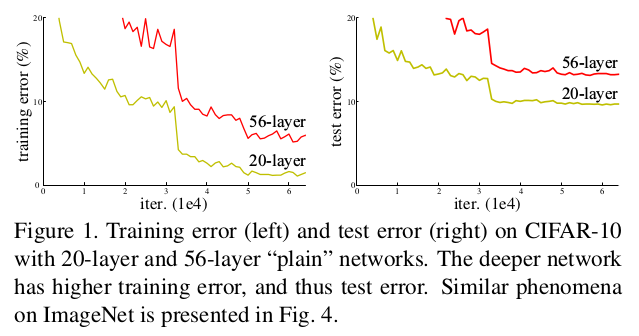 20
10
0
training error (%)
56-layer
20-layer
0 1 2 3 4 5 6
iter. (1e4)
20
10
0
test error (%)
56-layer
20-layer
0 1 2 3 4 5 6
iter. (1e4)
Figure 1. Training error (left) and test error (right) on CIFAR-10
with 20-layer and 56-layer “plain” networks. The deeper network
has higher training error, and thus test error. Similar phenomena
on ImageNet is presented in Fig. 4.